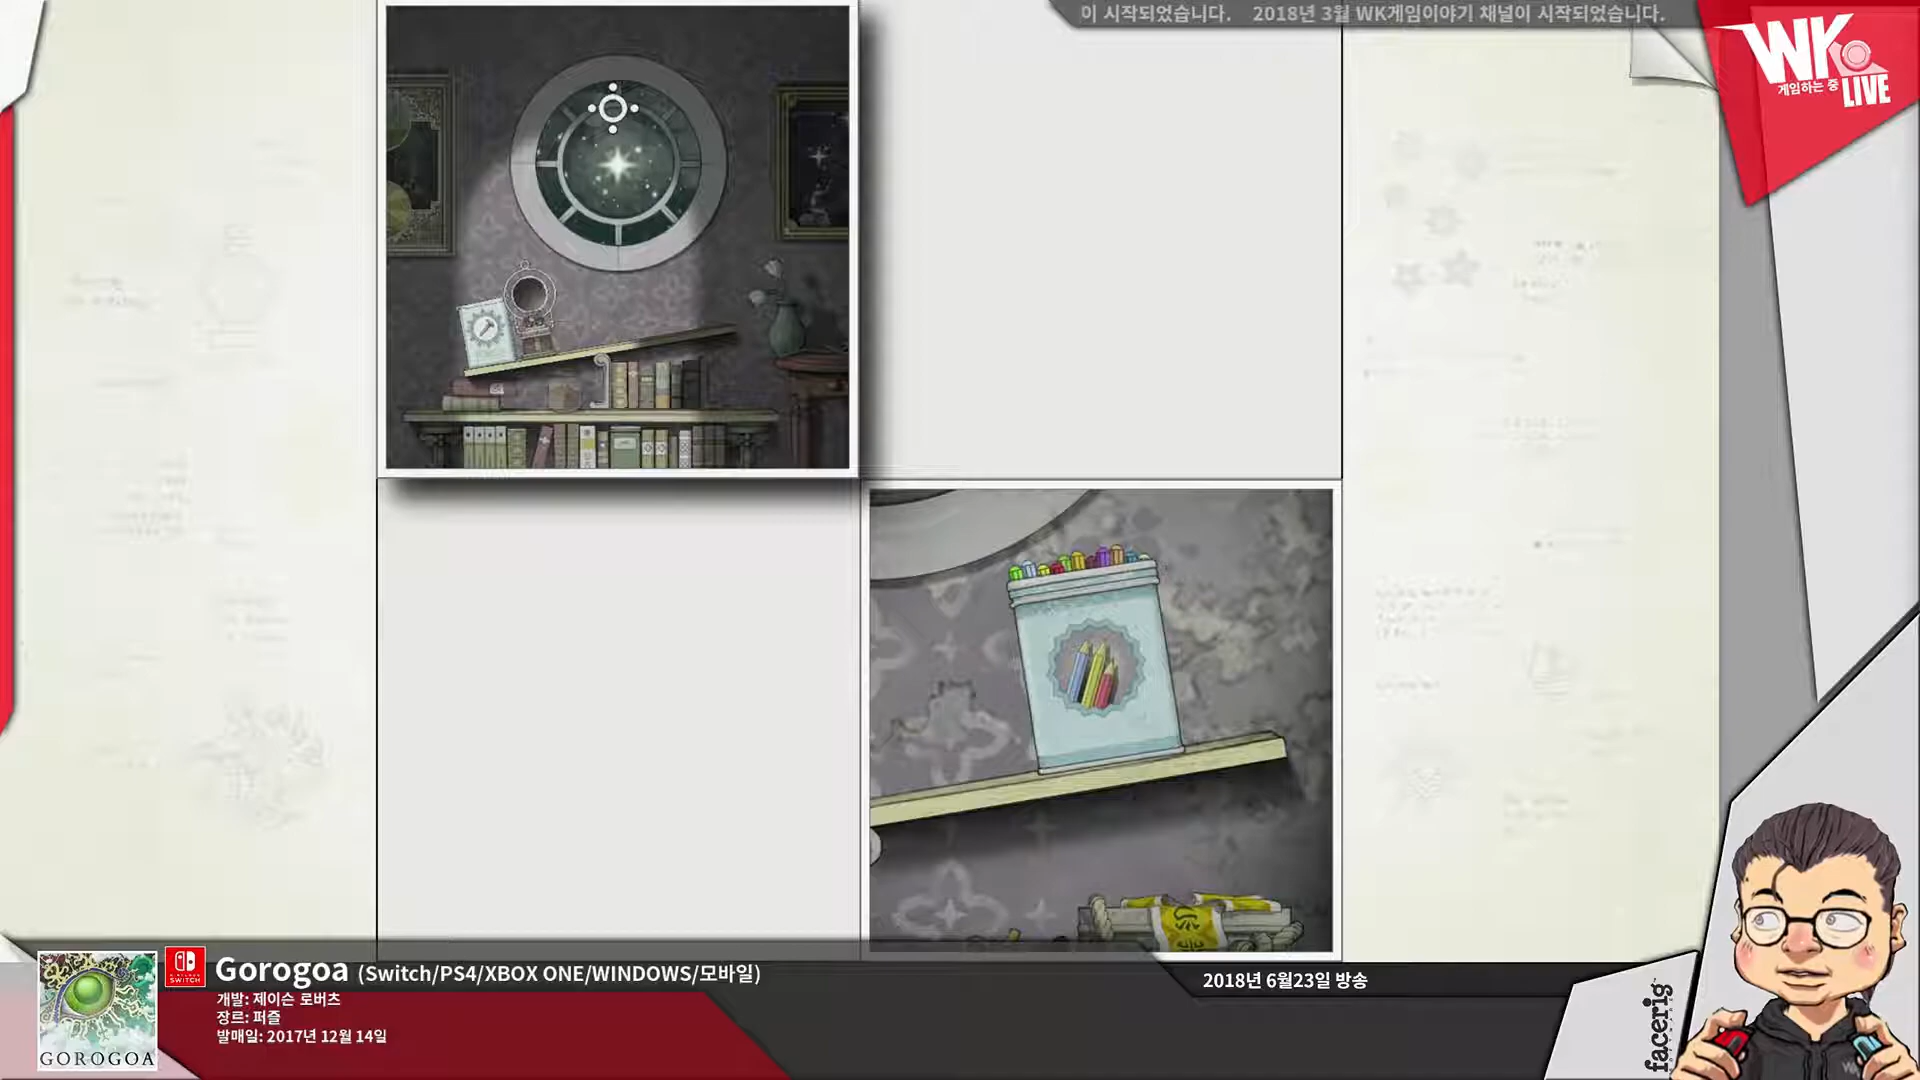 이 시작되었습니다. 2018년 3월 WK게임이야기 채널이 시작되었습니다.
WK
게임하는 중 LIVE
Gorogoa (Switch/PS4/XBOX ONE/WINDOWS/모바일)
개발: 제이슨 로버츠
장르: 퍼즐
발매일: 2017년 12월 14일
GOROGOA
2018년 6월23일 방송
facerig